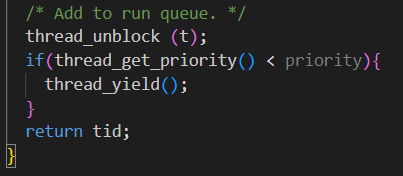 /* Add to run queue. */
thread_unblock (t);
if(thread_get_priority() < priority){
thread_yield();
}
return tid;
}